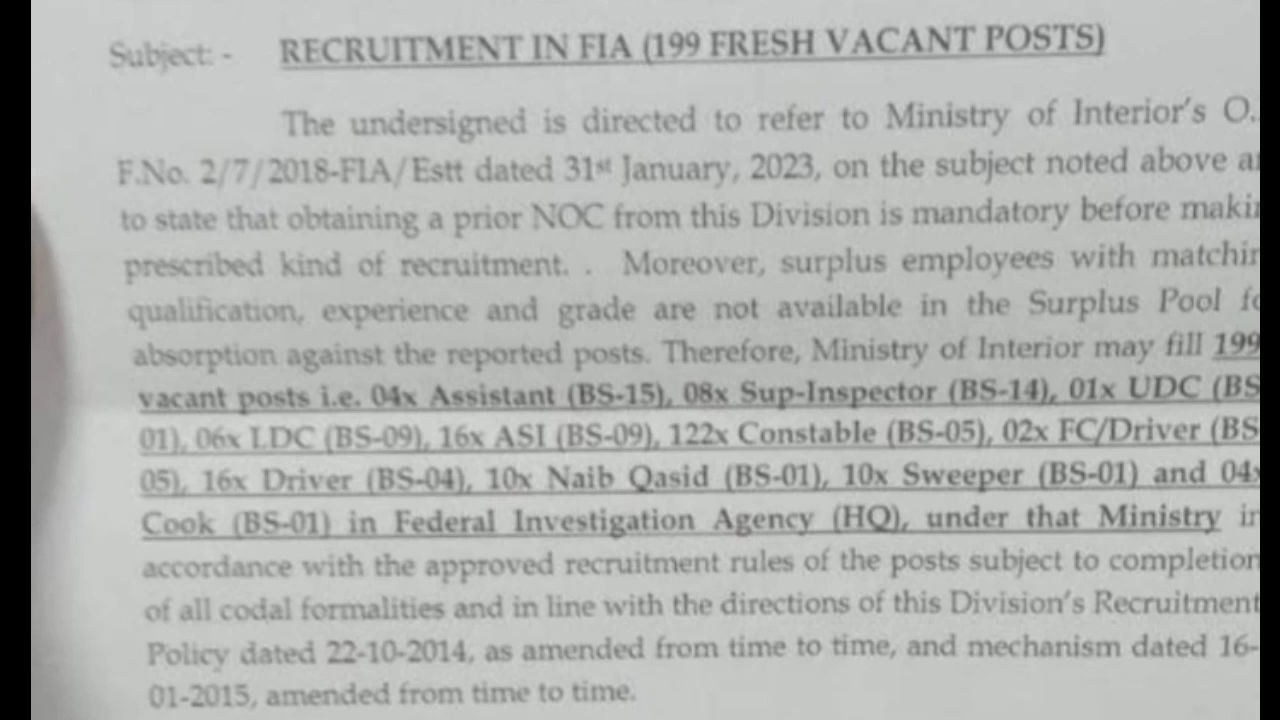 Subject: - RECRUITMENT IN FIA (199 FRESH VACANT POSTS)
The undersigned is directed to refer to Ministry of Interior's O.
F.No. 2/7/2018-FIA/Estt dated 31st January, 2023, on the subject noted above a
to state that obtaining a prior NOC from this Division is mandatory before makin
prescribed kind of recruitment. . Moreover, surplus employees with matchin
qualification, experience and grade are not available in the Surplus Pool fo
absorption against the reported posts. Therefore, Ministry of Interior may fill 199
vacant posts i.e. 04x Assistant (BS-15), 08x Sup-Inspector (BS-14), 01x UDC (BS
01), 06x LDC (BS-09), 16x ASI (BS-09), 122x Constable (BS-05), 02x FC/Driver (BS
05), 16x Driver (BS-04), 10x Naib Qasid (BS-01), 10x Sweeper (BS-01) and 04x
Cook (BS-01) in Federal Investigation Agency (HQ), under that Ministry in
accordance with the approved recruitment rules of the posts subject to completion
of all codal formalities and in line with the directions of this Division's Recruitment
Policy dated 22-10-2014, as amended from time to time, and mechanism dated 16-
01-2015, amended from time to time.